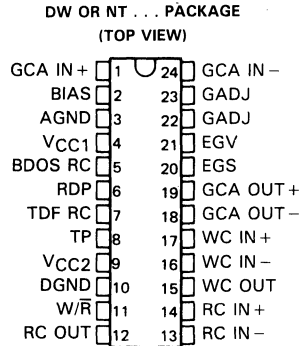 DW OR NT . . . PACKAGE
(TOP VIEW)
GCA IN+ 1 24 GCA IN−
BIAS 2 23 GADJ
AGND 3 22 GADJ
VCC1 4 21 EGV
BDOS RC 5 20 EGS
RDP 6 19 GCA OUT+
TDF RC 7 18 GCA OUT−
TP 8 17 WC IN+
VCC2 9 16 WC IN−
DGND 10 15 WC OUT
W/R̅ 11 14 RC IN+
RC OUT 12 13 RC IN−